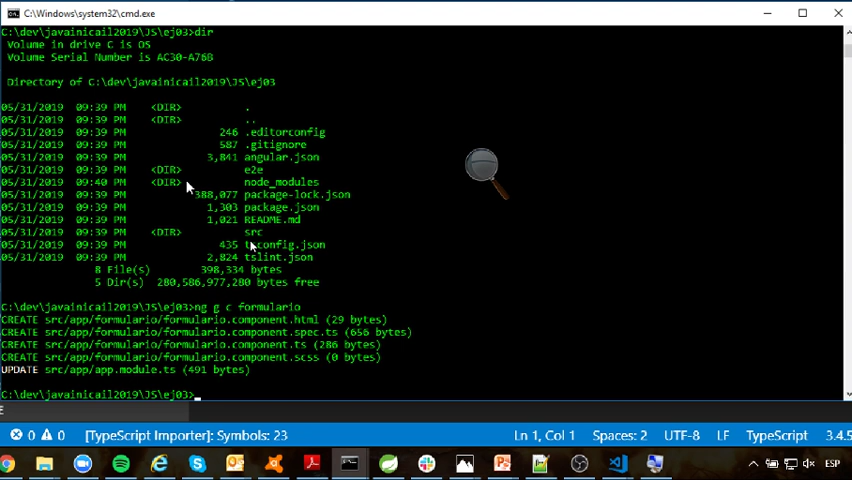 C:\Windows\system32\cmd.exe
C:\dev\javainicail2019\JS\ej03>dir
Volume in drive C is OS
Volume Serial Number is AC30-A76B
Directory of C:\dev\javainicail2019\JS\ej03
05/31/2019 09:39 PM <DIR> .
05/31/2019 09:39 PM <DIR> ..
05/31/2019 09:39 PM 246 .editorconfig
05/31/2019 09:39 PM 587 .gitignore
05/31/2019 09:39 PM 3,841 angular.json
05/31/2019 09:39 PM <DIR> e2e
05/31/2019 09:40 PM <DIR> node_modules
05/31/2019 09:39 PM 388,077 package-lock.json
05/31/2019 09:39 PM 1,303 package.json
05/31/2019 09:39 PM 1,021 README.md
05/31/2019 09:39 PM <DIR> src
05/31/2019 09:39 PM 435 tsconfig.json
05/31/2019 09:39 PM 2,824 tslint.json
8 File(s) 398,334 bytes
5 Dir(s) 280,586,977,280 bytes free
C:\dev\javainicail2019\JS\ej03>ng g c formulario
CREATE src/app/formulario/formulario.component.html (29 bytes)
CREATE src/app/formulario/formulario.component.spec.ts (656 bytes)
CREATE src/app/formulario/formulario.component.ts (286 bytes)
CREATE src/app/formulario/formulario.component.scss (0 bytes)
UPDATE src/app/app.module.ts (491 bytes)
C:\dev\javainicail2019\JS\ej03>_
E
0 0 [TypeScript Importer]: Symbols: 23 Ln 1, Col 1 Spaces: 2 UTF-8 LF TypeScript 3.4.5
ESP